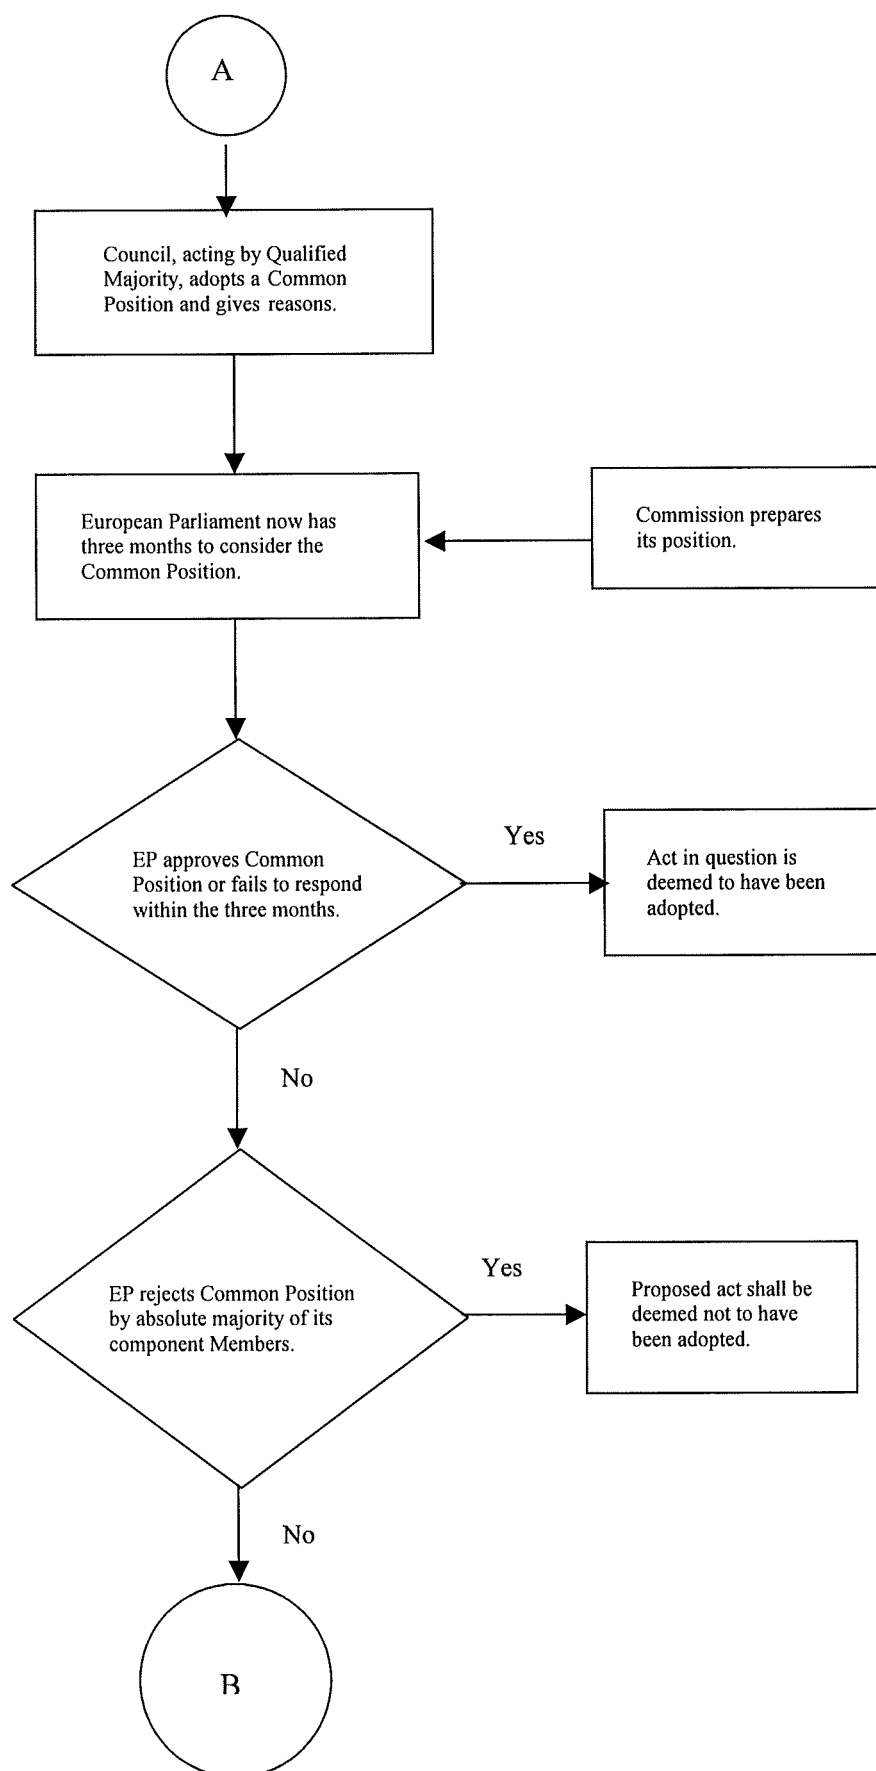 A
Council, acting by Qualified
Majority, adopts a Common
Position and gives reasons.
European Parliament now has
three months to consider the
Common Position.
Commission prepares
its position.
EP approves Common
Position or fails to respond
within the three months.
Yes
Act in question is
deemed to have been
adopted.
No
EP rejects Common Position
by absolute majority of its
component Members.
Yes
Proposed act shall be
deemed not to have
been adopted.
No
B